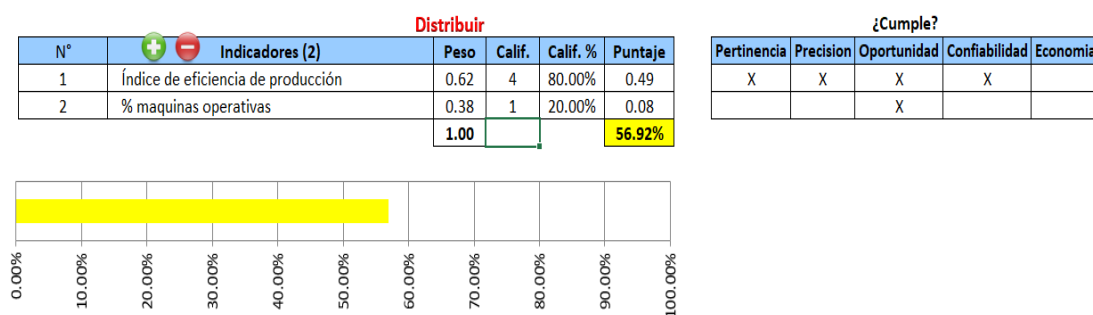 Distribuir ¿Cumple?
N° Indicadores (2) Peso Calif. Calif. % Puntaje Pertinencia Precision Oportunidad Confiabilidad Economia
1 Índice de eficiencia de producción 0.62 4 80.00% 0.49 X X X X
2 % maquinas operativas 0.38 1 20.00% 0.08 X
1.00 56.92%
0.00% 10.00% 20.00% 30.00% 40.00% 50.00% 60.00% 70.00% 80.00% 90.00% 100.00%